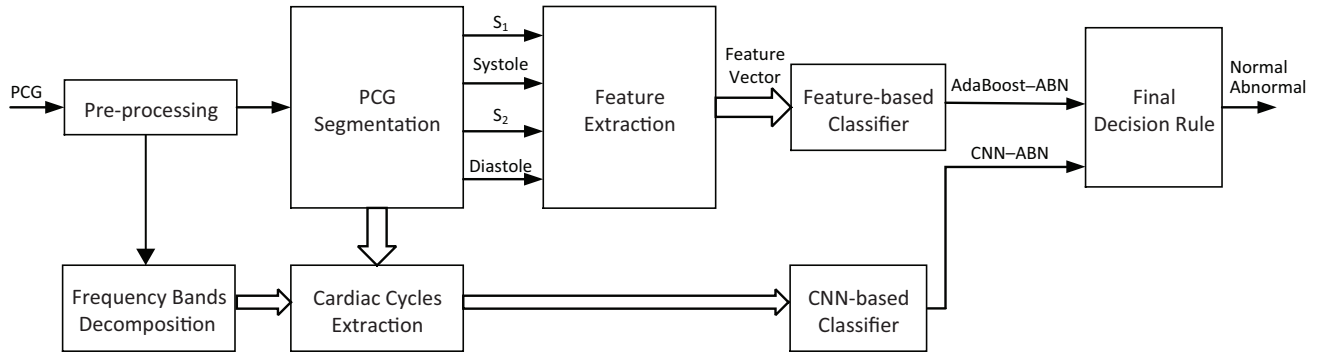 PCG
Pre-processing
PCG
Segmentation
S₁
Systole
S₂
Diastole
Feature
Extraction
Feature
Vector
Feature-based
Classifier
AdaBoost–ABN
CNN–ABN
Final
Decision Rule
Normal
Abnormal
Frequency Bands
Decomposition
Cardiac Cycles
Extraction
CNN-based
Classifier